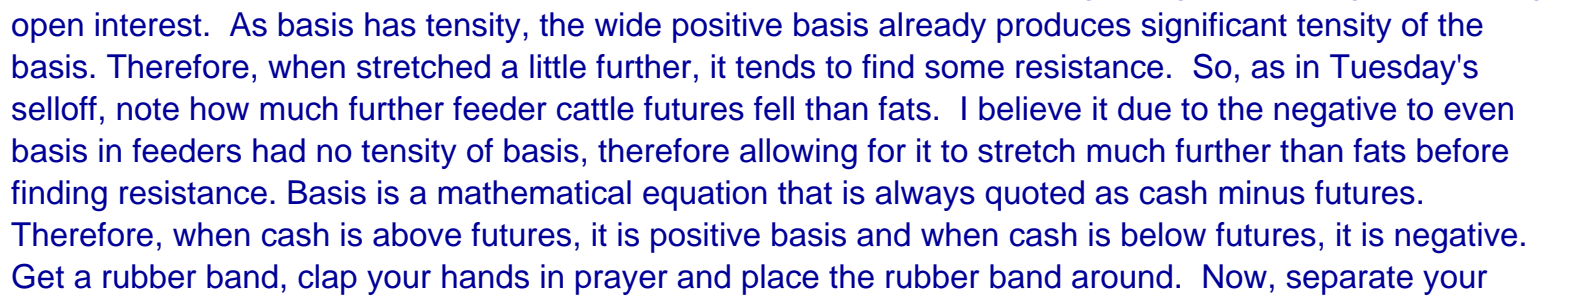 open interest.  As basis has tensity, the wide positive basis already produces significant tensity of the
basis. Therefore, when stretched a little further, it tends to find some resistance.  So, as in Tuesday's
selloff, note how much further feeder cattle futures fell than fats.  I believe it due to the negative to even
basis in feeders had no tensity of basis, therefore allowing for it to stretch much further than fats before
finding resistance. Basis is a mathematical equation that is always quoted as cash minus futures.
Therefore, when cash is above futures, it is positive basis and when cash is below futures, it is negative.
Get a rubber band, clap your hands in prayer and place the rubber band around.  Now, separate your